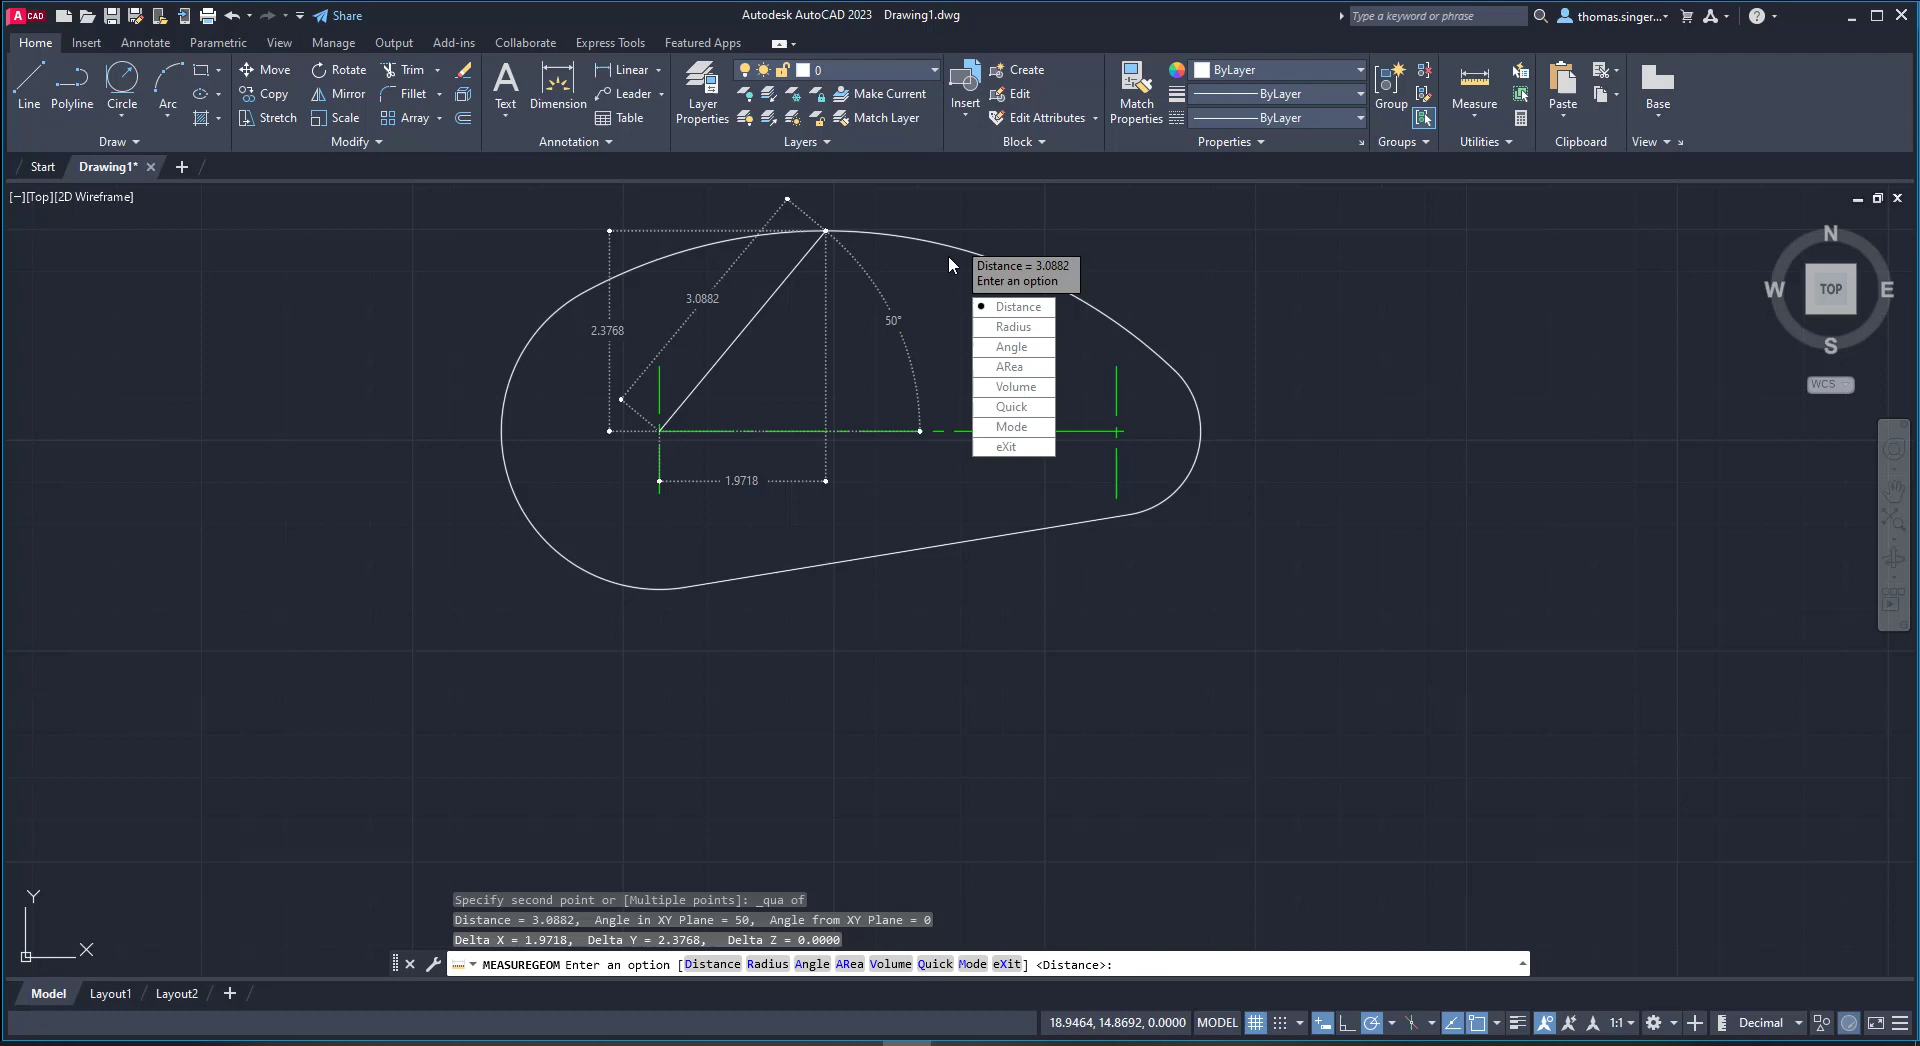 A CAD
Share
Autodesk AutoCAD 2023 Drawing1.dwg
Type a keyword or phrase
thomas.singer...
Home Insert Annotate Parametric View Manage Output Add-ins Collaborate Express Tools Featured Apps
Line Polyline Circle Arc
Move Rotate Trim
Copy Mirror Fillet
Stretch Scale Array
Text Dimension
Linear
Leader
Table
Layer Properties
0
Make Current
Match Layer
Insert
Create
Edit
Edit Attributes
Match Properties
ByLayer
ByLayer
ByLayer
Group
Measure
Paste
Base
Draw Modify Annotation Layers Block Properties Groups Utilities Clipboard View
Start Drawing1*
[−][Top][2D Wireframe]
N
W TOP E
S
WCS
3.0882
2.3768
50°
1.9718
Distance = 3.0882
Enter an option
Distance
Radius
Angle
ARea
Volume
Quick
Mode
eXit
Y
X
Specify second point or [Multiple points]: _qua of
Distance = 3.0882, Angle in XY Plane = 50, Angle from XY Plane = 0
Delta X = 1.9718, Delta Y = 2.3768, Delta Z = 0.0000
MEASUREGEOM Enter an option [Distance Radius Angle ARea Volume Quick Mode eXit] <Distance>:
Model Layout1 Layout2
18.9464, 14.8692, 0.0000 MODEL 1:1 Decimal